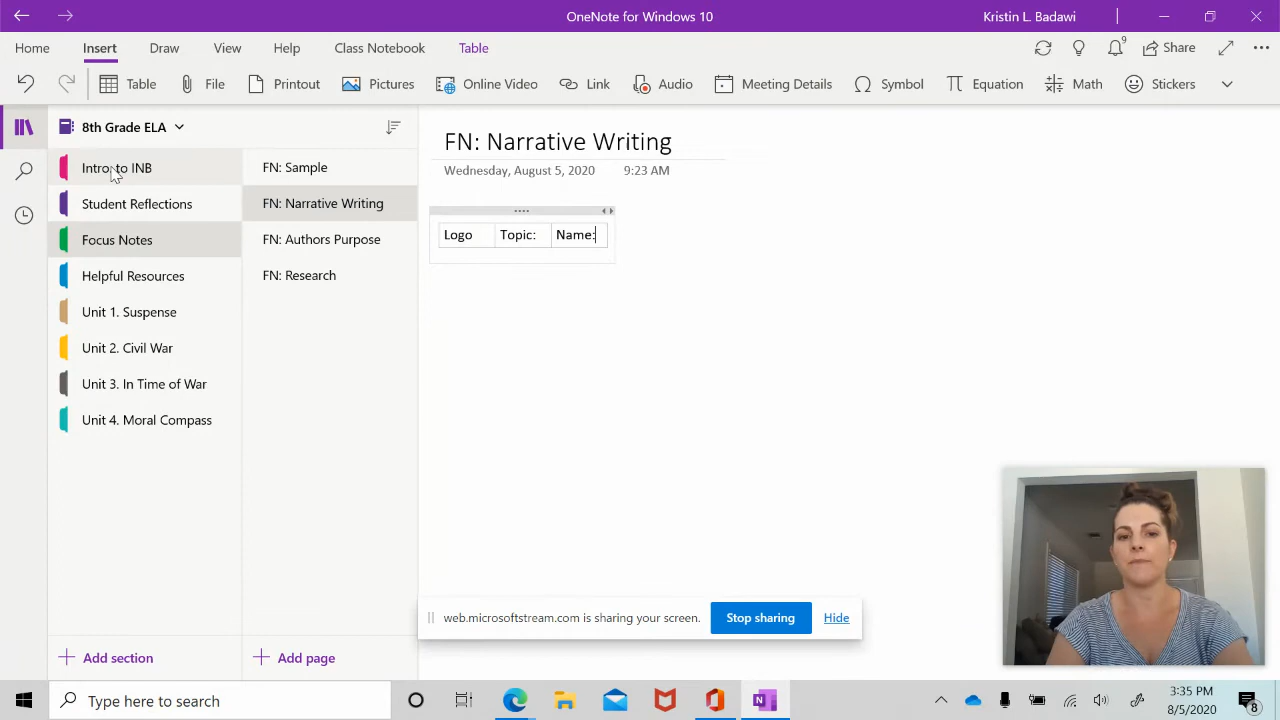 OneNote for Windows 10
Kristin L. Badawi
Home Insert Draw View Help Class Notebook Table
9
Share
Table File Printout Pictures Online Video Link Audio Meeting Details Symbol Equation Math Stickers
8th Grade ELA
Intro to INB
Student Reflections
Focus Notes
Helpful Resources
Unit 1. Suspense
Unit 2. Civil War
Unit 3. In Time of War
Unit 4. Moral Compass
Add section
FN: Sample
FN: Narrative Writing
FN: Authors Purpose
FN: Research
Add page
FN: Narrative Writing
Wednesday, August 5, 2020 9:23 AM
Logo Topic: Name:
web.microsoftstream.com is sharing your screen. Stop sharing Hide
Type here to search
3:35 PM
8/5/2020
8